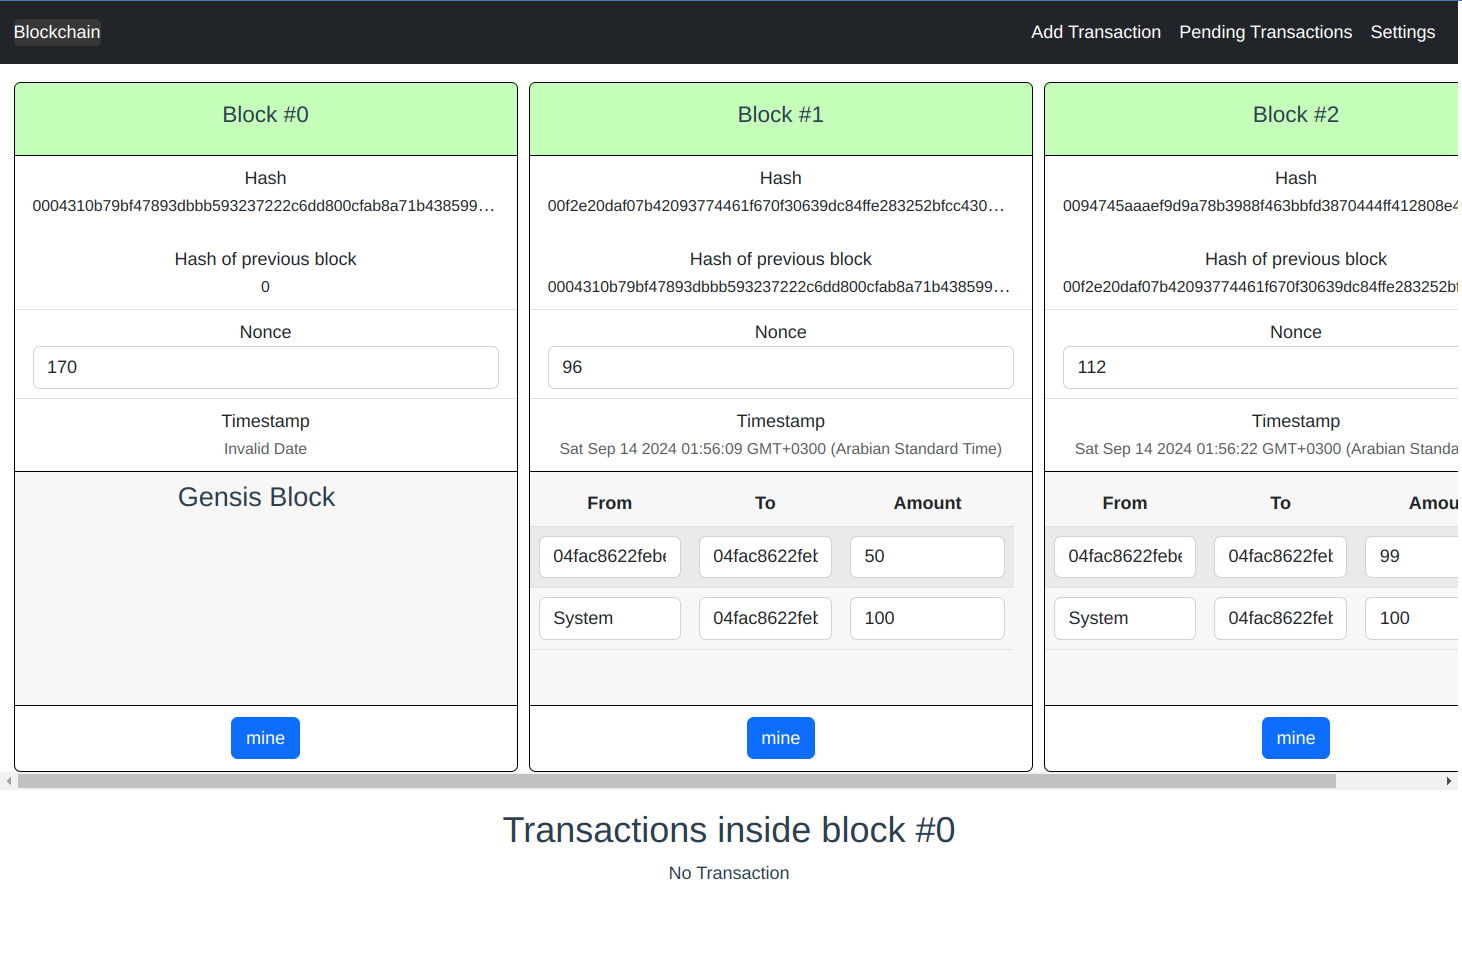 Blockchain Add Transaction Pending Transactions Settings
Block #0
Hash
0004310b79bf47893dbbb593237222c6dd800cfab8a71b438599...
Hash of previous block
0
Nonce
170
Timestamp
Invalid Date
Gensis Block
mine
Block #1
Hash
00f2e20daf07b42093774461f670f30639dc84ffe283252bfcc430...
Hash of previous block
0004310b79bf47893dbbb593237222c6dd800cfab8a71b438599...
Nonce
96
Timestamp
Sat Sep 14 2024 01:56:09 GMT+0300 (Arabian Standard Time)
From To Amount
04fac8622febe 04fac8622feb 50
System 04fac8622feb 100
mine
Block #2
Hash
0094745aaaef9d9a78b3988f463bbfd3870444ff412808e4
Hash of previous block
00f2e20daf07b42093774461f670f30639dc84ffe283252bf
Nonce
112
Timestamp
Sat Sep 14 2024 01:56:22 GMT+0300 (Arabian Standa
From To Amou
04fac8622febe 04fac8622feb 99
System 04fac8622feb 100
mine
Transactions inside block #0
No Transaction